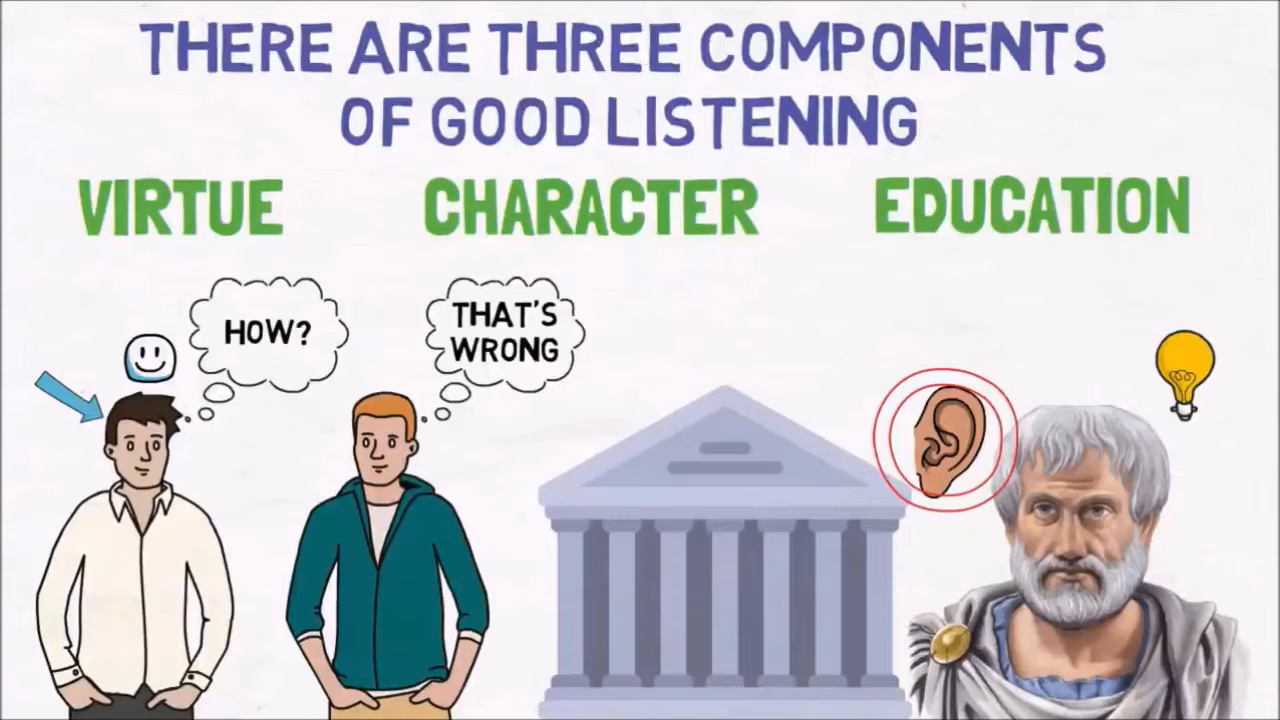 THERE ARE THREE COMPONENTS
OF GOOD LISTENING
VIRTUE CHARACTER EDUCATION
HOW?
THAT'S
WRONG